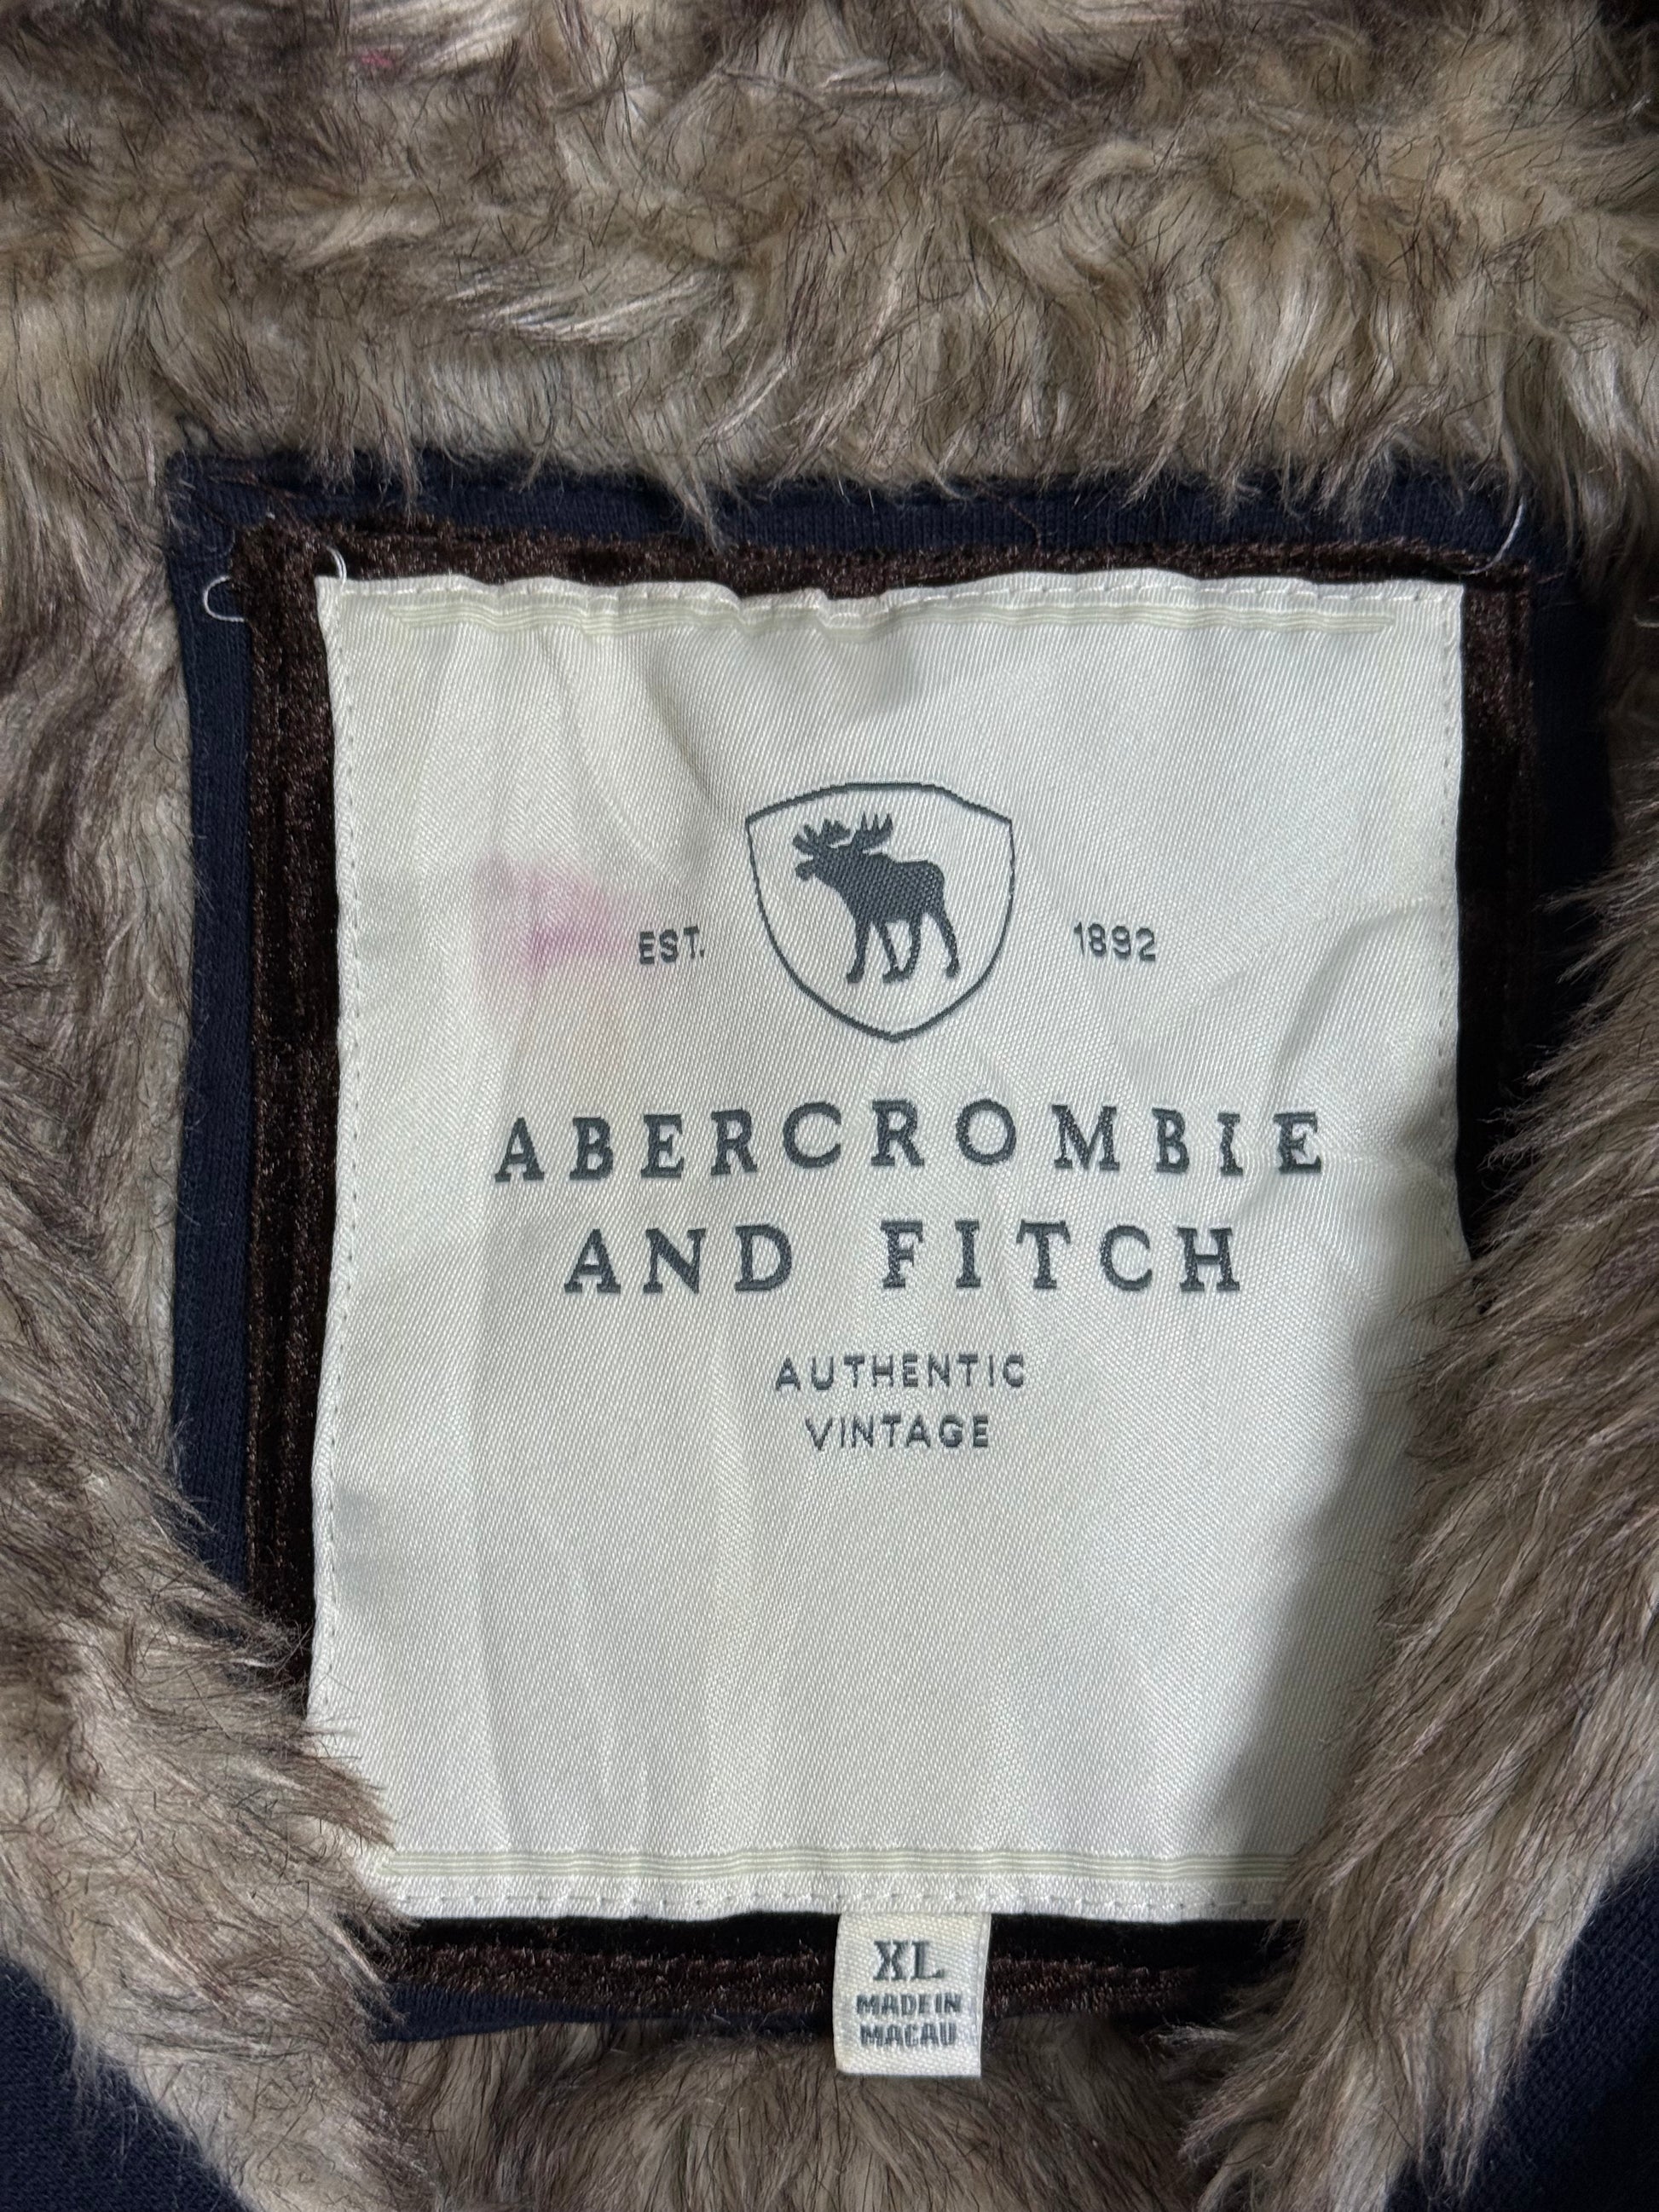 EST. 1892
ABERCROMBIE
AND FITCH
AUTHENTIC
VINTAGE
XL
MADE IN
MACAU